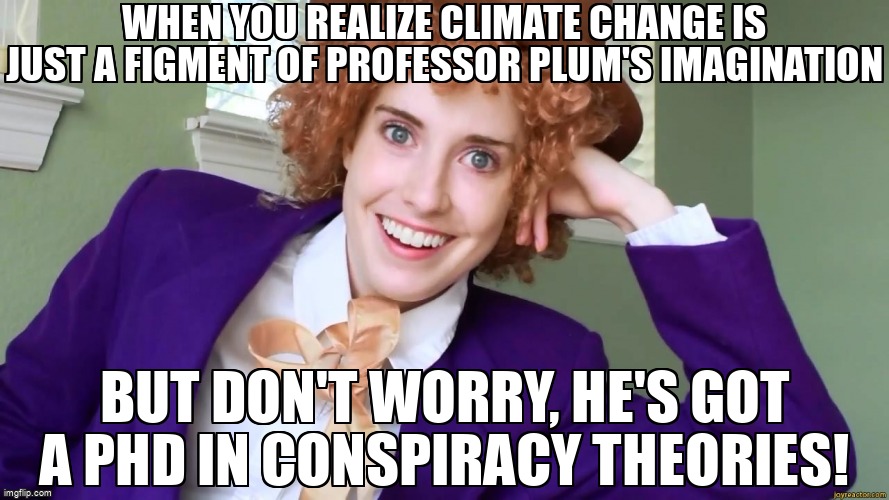 WHEN YOU REALIZE CLIMATE CHANGE IS
JUST A FIGMENT OF PROFESSOR PLUM'S IMAGINATION
BUT DON'T WORRY, HE'S GOT
A PHD IN CONSPIRACY THEORIES!
imgflip.com
joyreactor.com